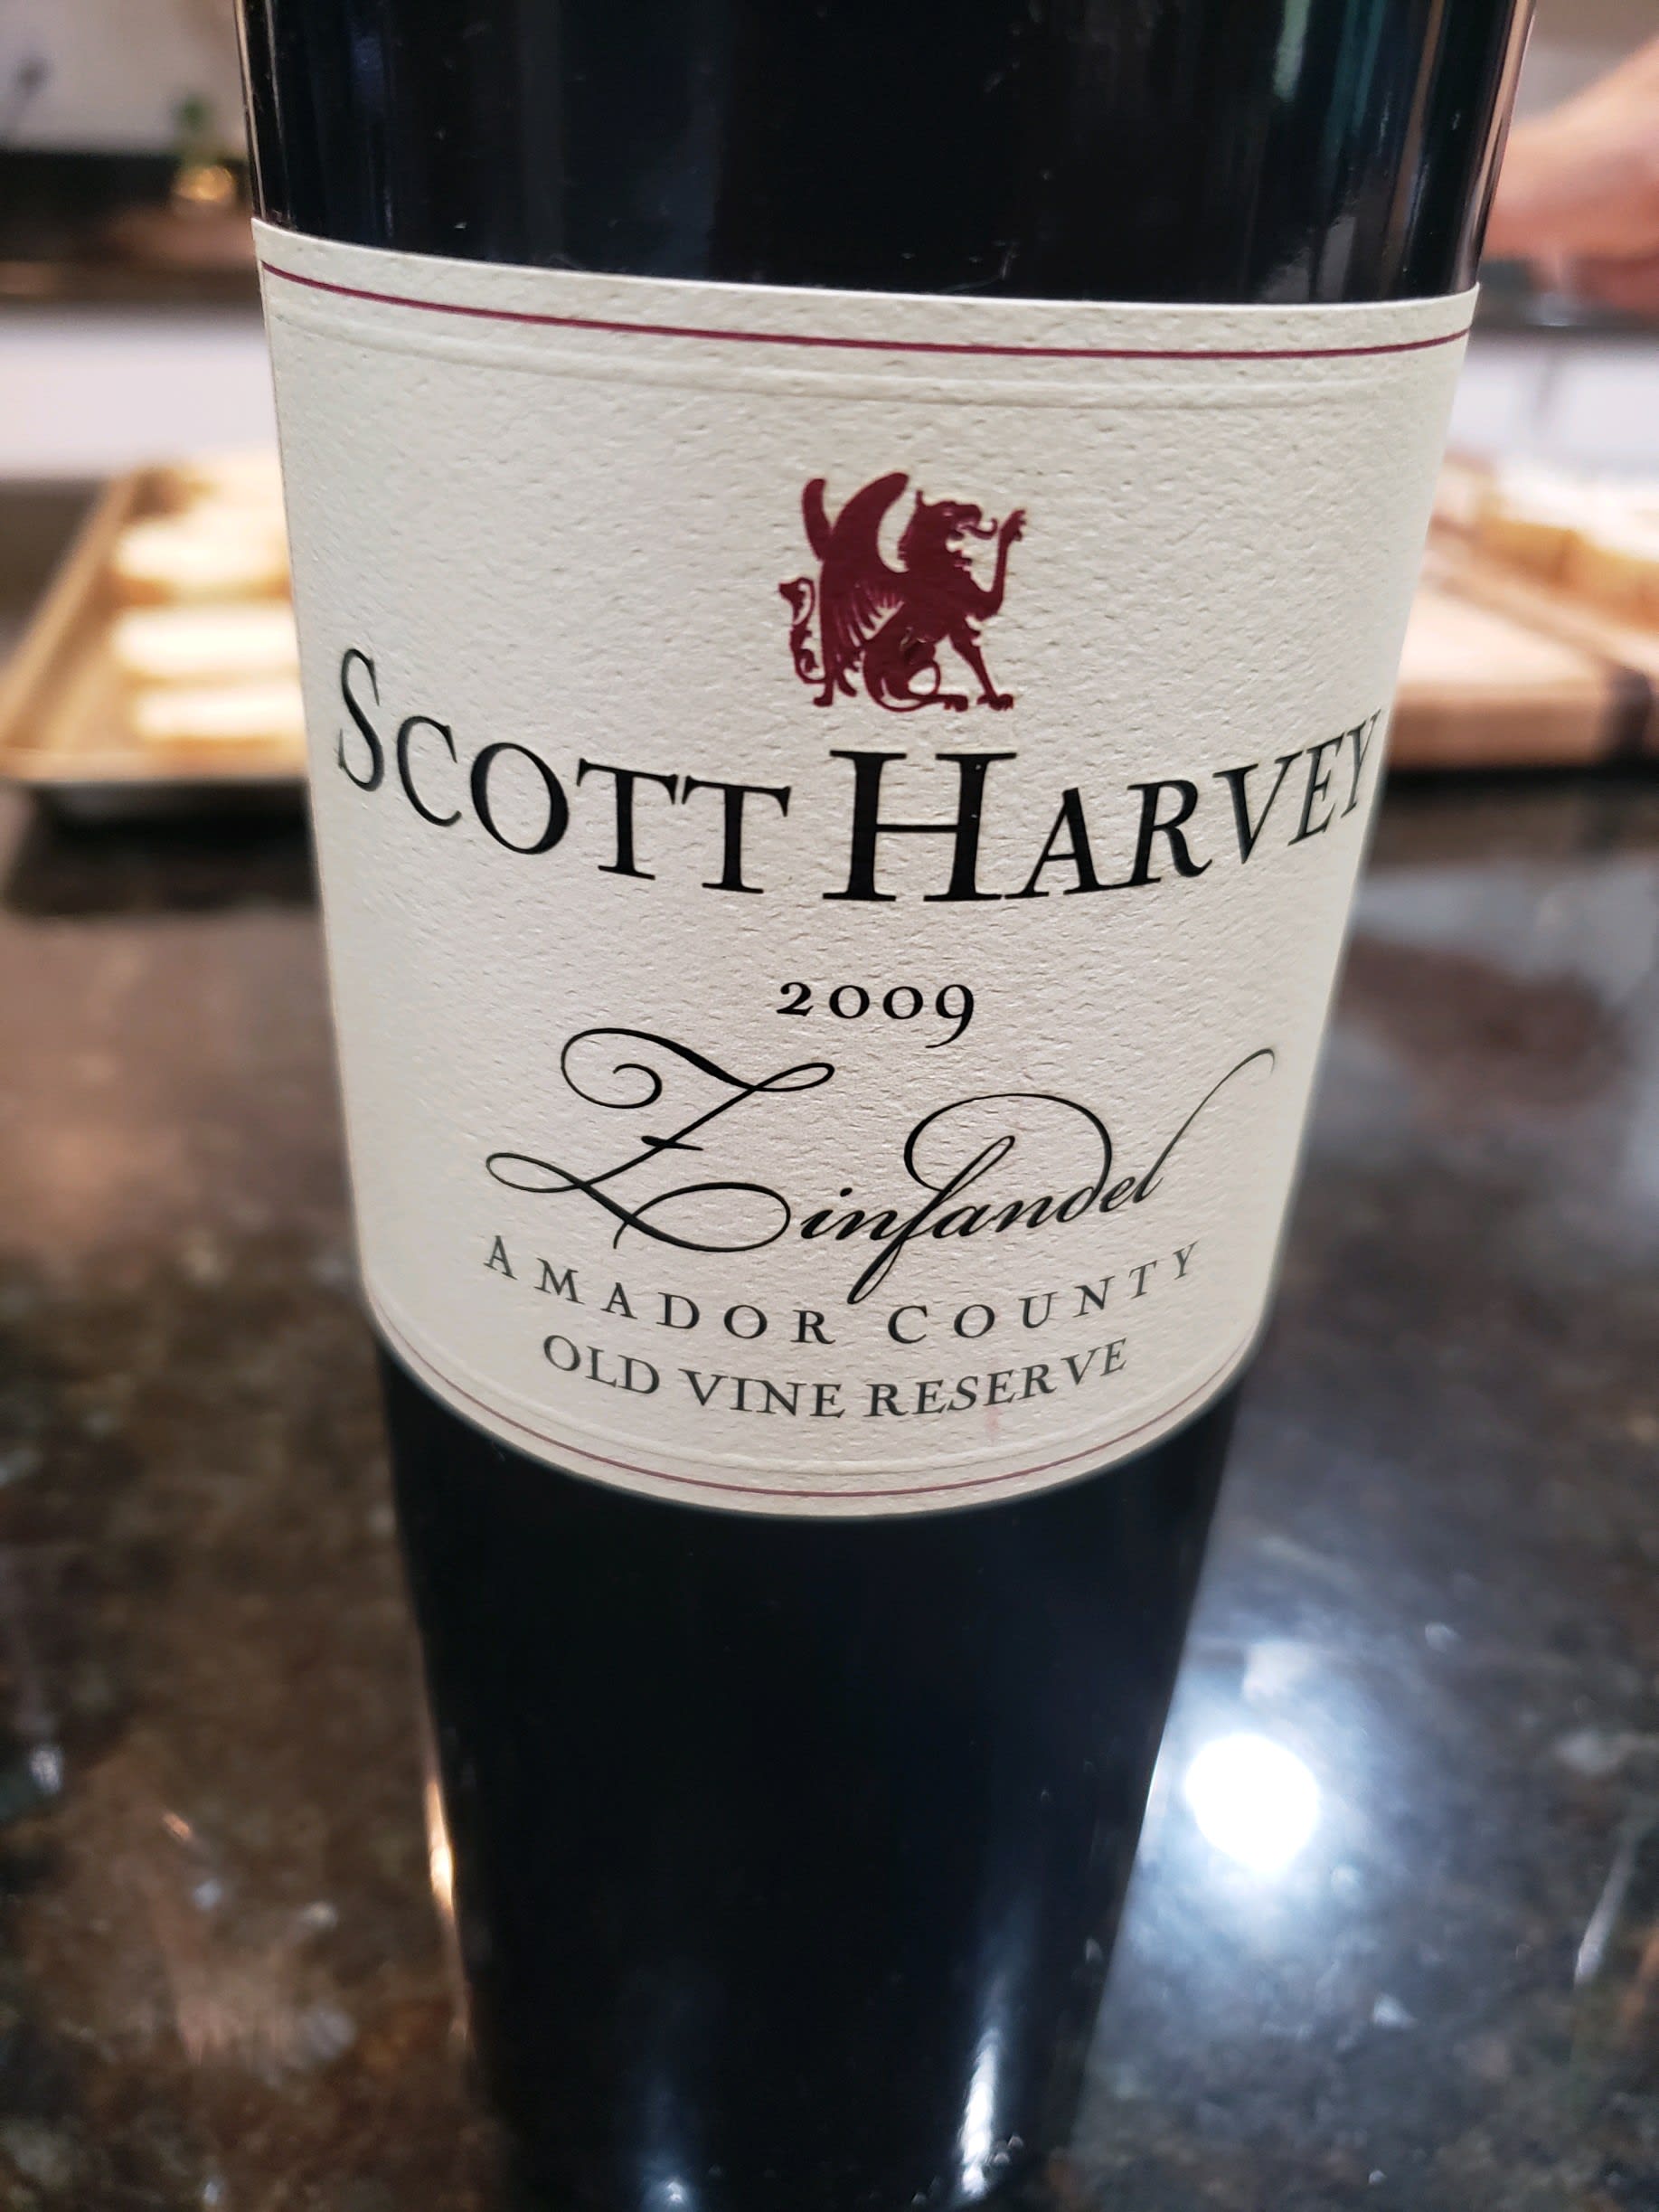 SCOTT HARVEY
2009
Zinfandel
AMADOR COUNTY
OLD VINE RESERVE